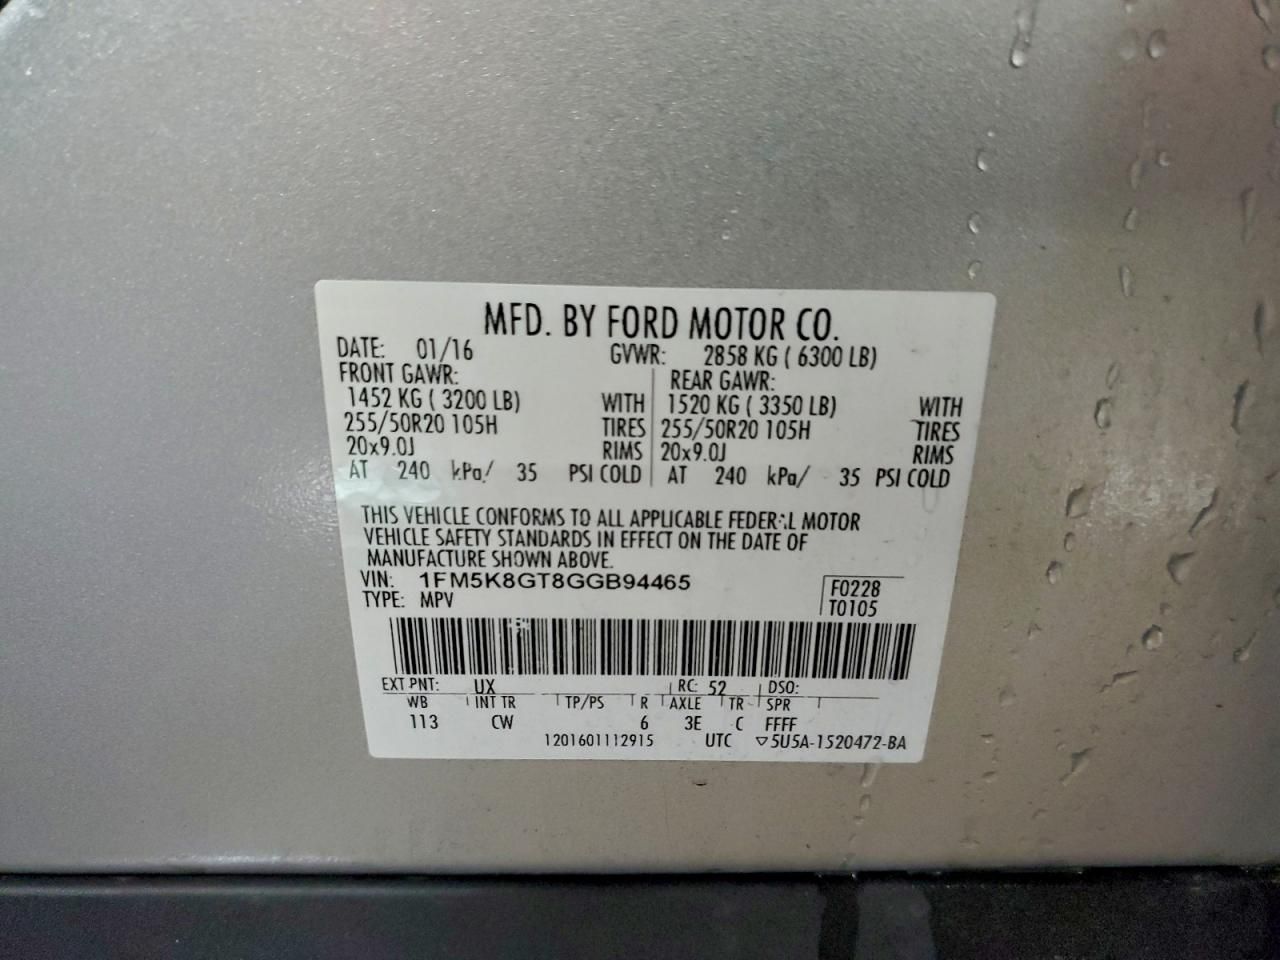 MFD. BY FORD MOTOR CO.
DATE: 01/16 GVWR: 2858 KG ( 6300 LB)
FRONT GAWR: REAR GAWR:
1452 KG ( 3200 LB) WITH 1520 KG ( 3350 LB) WITH
255/50R20 105H TIRES 255/50R20 105H TIRES
20x9.0J RIMS 20x9.0J RIMS
AT 240 kPa/ 35 PSI COLD AT 240 kPa/ 35 PSI COLD
THIS VEHICLE CONFORMS TO ALL APPLICABLE FEDERAL MOTOR
VEHICLE SAFETY STANDARDS IN EFFECT ON THE DATE OF
MANUFACTURE SHOWN ABOVE.
VIN: 1FM5K8GT8GGB94465
TYPE: MPV
F0228
T0105
EXT PNT: UX RC: 52 DSO:
WB INT TR TP/PS R AXLE TR SPR
113 CW 6 3E C FFFF
1201601112915 UTC ▽5U5A-1520472-BA